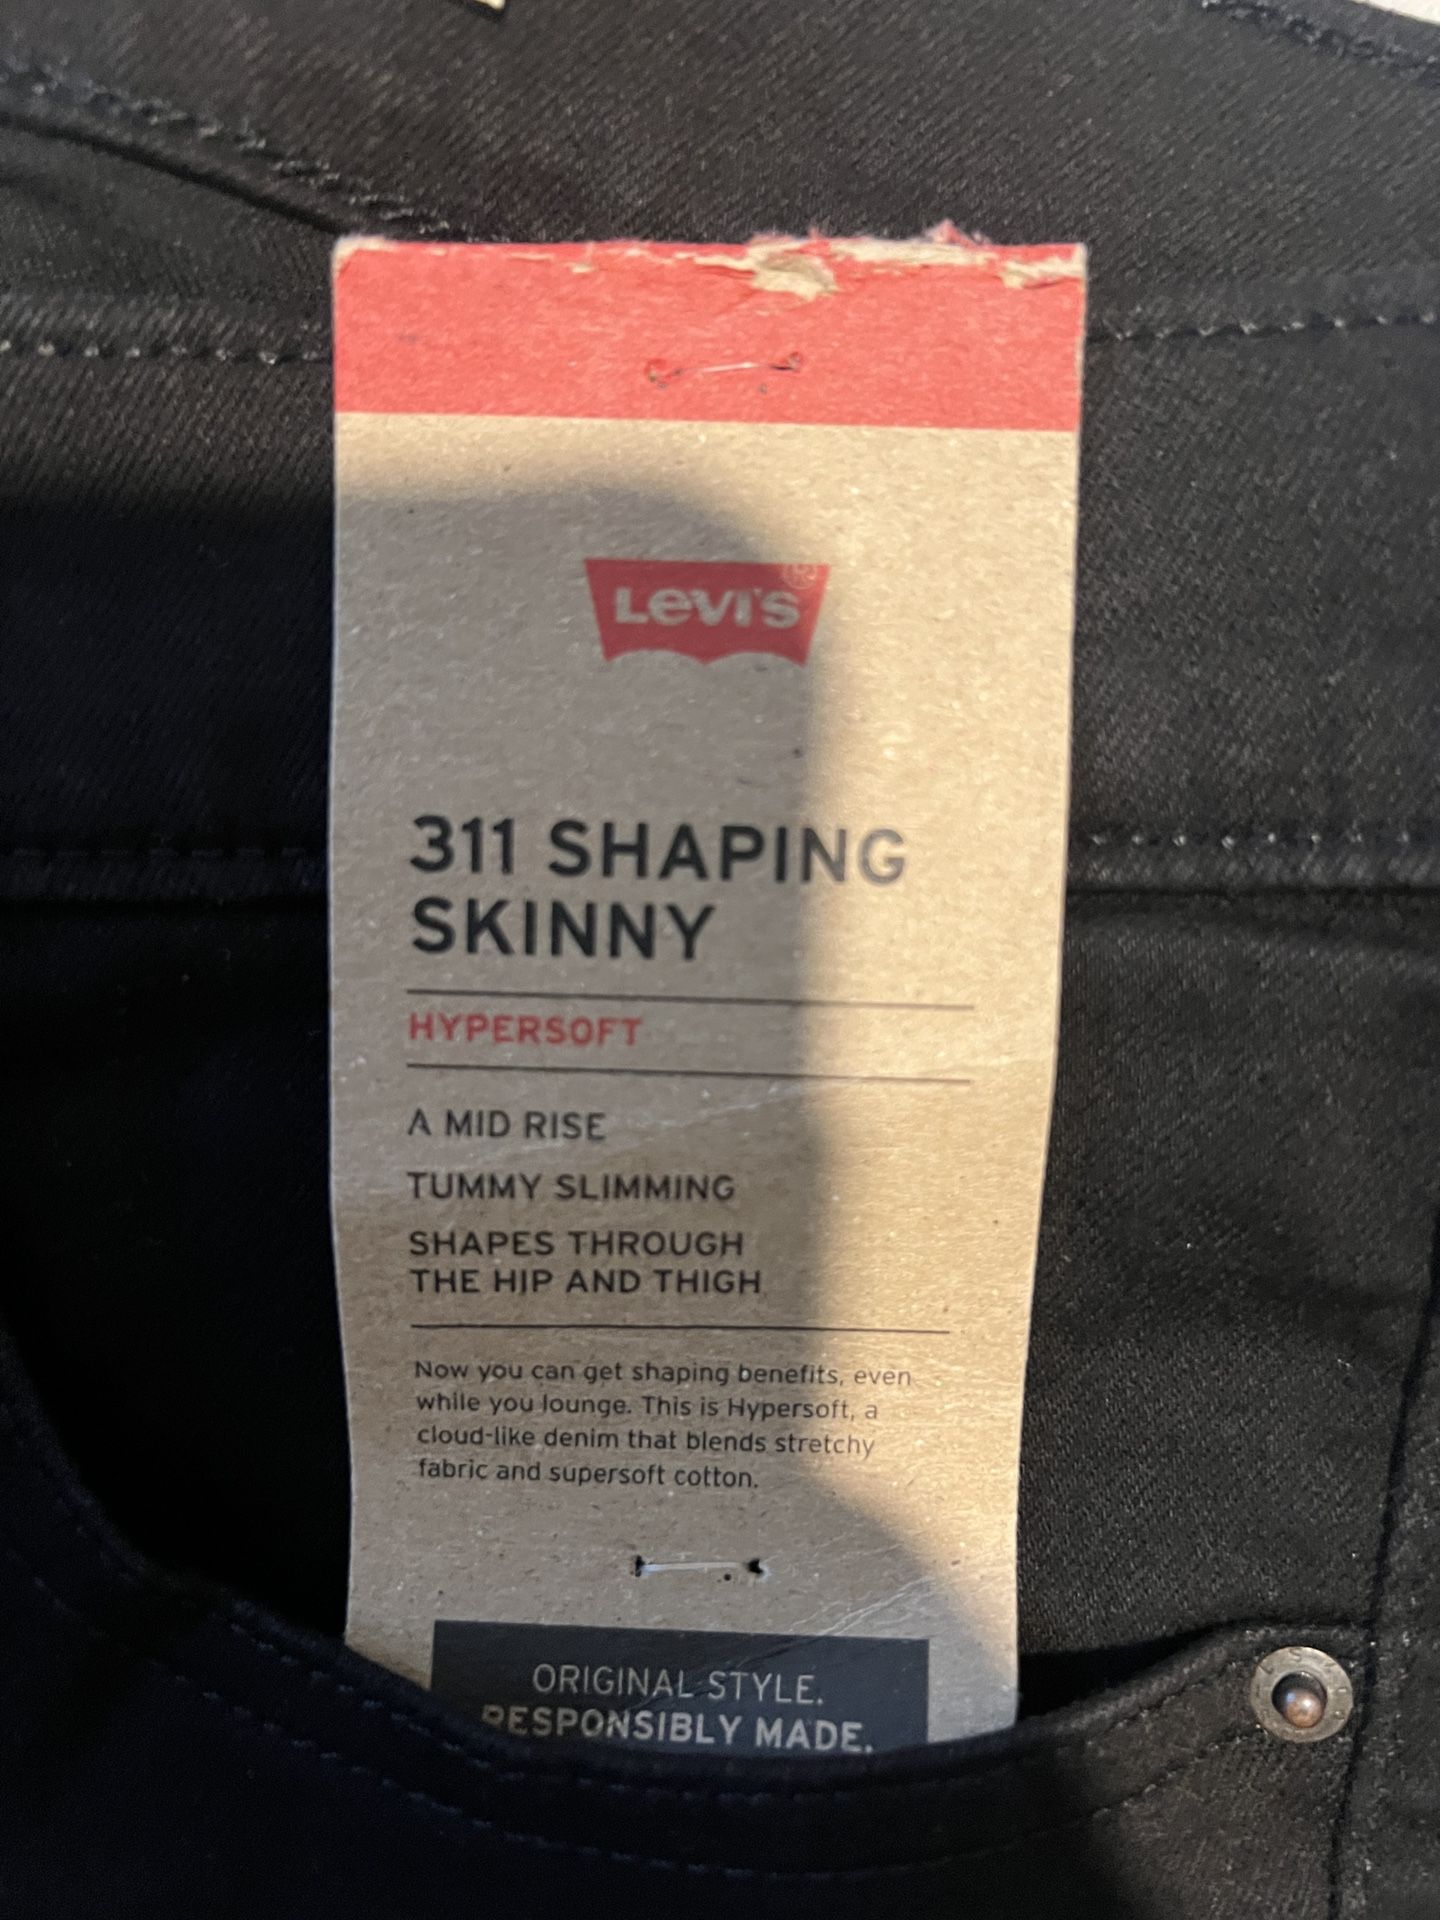 Levi's
311 SHAPING
SKINNY
HYPERSOFT
A MID RISE
TUMMY SLIMMING
SHAPES THROUGH
THE HIP AND THIGH
Now you can get shaping benefits, even
while you lounge. This is Hypersoft, a
cloud-like denim that blends stretchy
fabric and supersoft cotton.
ORIGINAL STYLE.
RESPONSIBLY MADE.